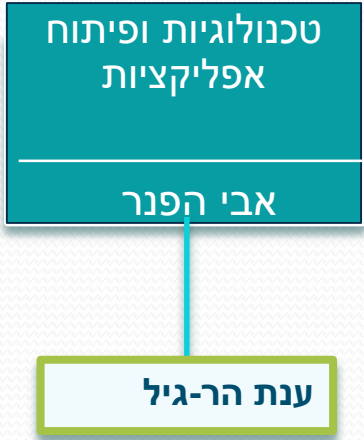 טכנולוגיות ופיתוח
אפליקציות
אבי הפנר
ענת הר-גיל